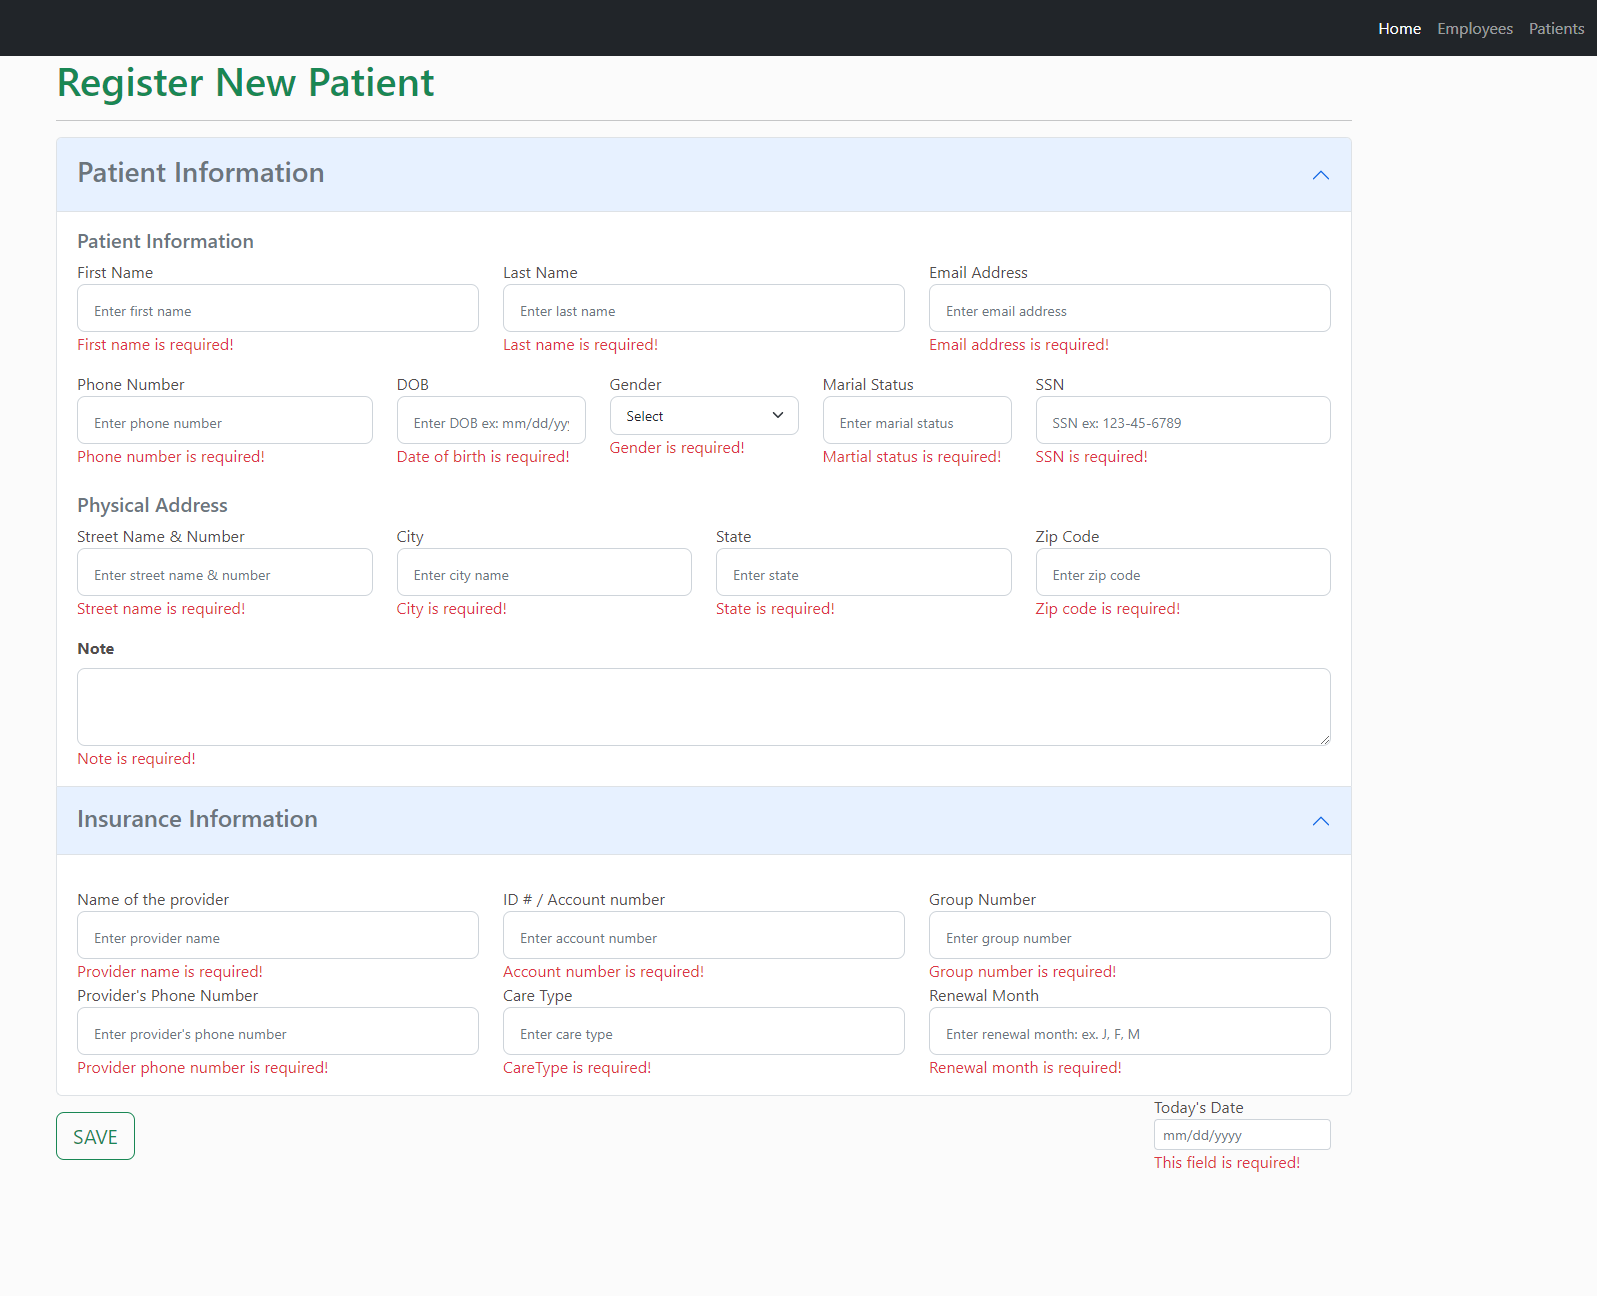 Home Employees Patients
Register New Patient
Patient Information
Patient Information
First Name Last Name Email Address
Enter first name Enter last name Enter email address
First name is required! Last name is required! Email address is required!
Phone Number DOB Gender Marial Status SSN
Enter phone number Enter DOB ex: mm/dd/yy Select Enter marial status SSN ex: 123-45-6789
Phone number is required! Date of birth is required! Gender is required! Martial status is required! SSN is required!
Physical Address
Street Name & Number City State Zip Code
Enter street name & number Enter city name Enter state Enter zip code
Street name is required! City is required! State is required! Zip code is required!
Note
Note is required!
Insurance Information
Name of the provider ID # / Account number Group Number
Enter provider name Enter account number Enter group number
Provider name is required! Account number is required! Group number is required!
Provider's Phone Number Care Type Renewal Month
Enter provider's phone number Enter care type Enter renewal month: ex. J, F, M
Provider phone number is required! CareType is required! Renewal month is required!
Today's Date
SAVE mm/dd/yyyy
This field is required!